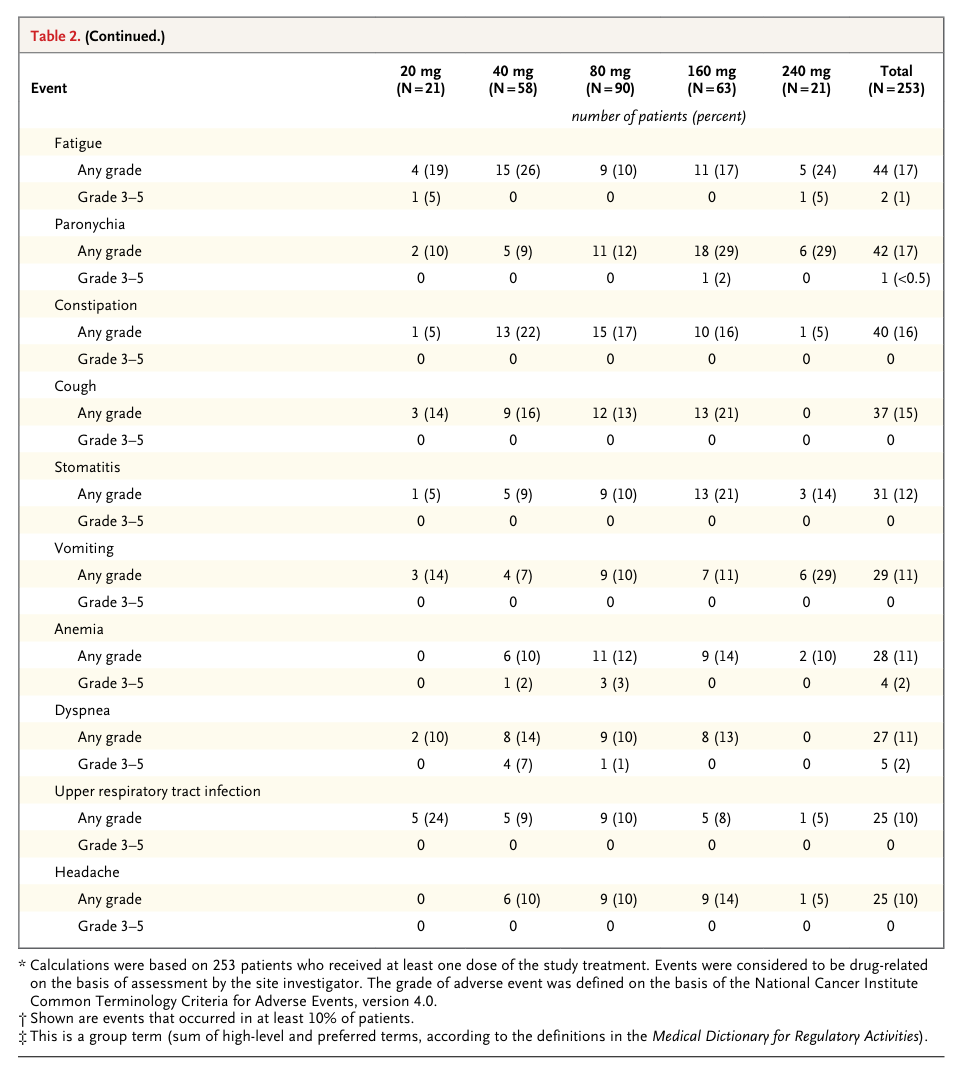 Table 2. (Continued.)
Event 20 mg (N=21) 40 mg (N=58) 80 mg (N=90) 160 mg (N=63) 240 mg (N=21) Total (N=253)
number of patients (percent)
Fatigue
Any grade 4 (19) 15 (26) 9 (10) 11 (17) 5 (24) 44 (17)
Grade 3–5 1 (5) 0 0 0 1 (5) 2 (1)
Paronychia
Any grade 2 (10) 5 (9) 11 (12) 18 (29) 6 (29) 42 (17)
Grade 3–5 0 0 0 1 (2) 0 1 (<0.5)
Constipation
Any grade 1 (5) 13 (22) 15 (17) 10 (16) 1 (5) 40 (16)
Grade 3–5 0 0 0 0 0 0
Cough
Any grade 3 (14) 9 (16) 12 (13) 13 (21) 0 37 (15)
Grade 3–5 0 0 0 0 0 0
Stomatitis
Any grade 1 (5) 5 (9) 9 (10) 13 (21) 3 (14) 31 (12)
Grade 3–5 0 0 0 0 0 0
Vomiting
Any grade 3 (14) 4 (7) 9 (10) 7 (11) 6 (29) 29 (11)
Grade 3–5 0 0 0 0 0 0
Anemia
Any grade 0 6 (10) 11 (12) 9 (14) 2 (10) 28 (11)
Grade 3–5 0 1 (2) 3 (3) 0 0 4 (2)
Dyspnea
Any grade 2 (10) 8 (14) 9 (10) 8 (13) 0 27 (11)
Grade 3–5 0 4 (7) 1 (1) 0 0 5 (2)
Upper respiratory tract infection
Any grade 5 (24) 5 (9) 9 (10) 5 (8) 1 (5) 25 (10)
Grade 3–5 0 0 0 0 0 0
Headache
Any grade 0 6 (10) 9 (10) 9 (14) 1 (5) 25 (10)
Grade 3–5 0 0 0 0 0 0
* Calculations were based on 253 patients who received at least one dose of the study treatment. Events were considered to be drug-related
on the basis of assessment by the site investigator. The grade of adverse event was defined on the basis of the National Cancer Institute
Common Terminology Criteria for Adverse Events, version 4.0.
† Shown are events that occurred in at least 10% of patients.
‡ This is a group term (sum of high-level and preferred terms, according to the definitions in the Medical Dictionary for Regulatory Activities).